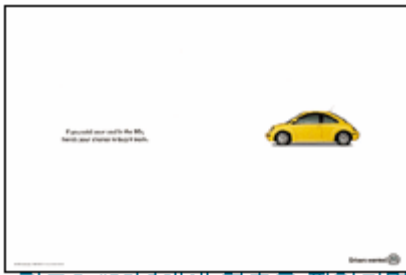 If you sold your soul in the 80s,
here's your chance to buy it back.
Drivers wanted